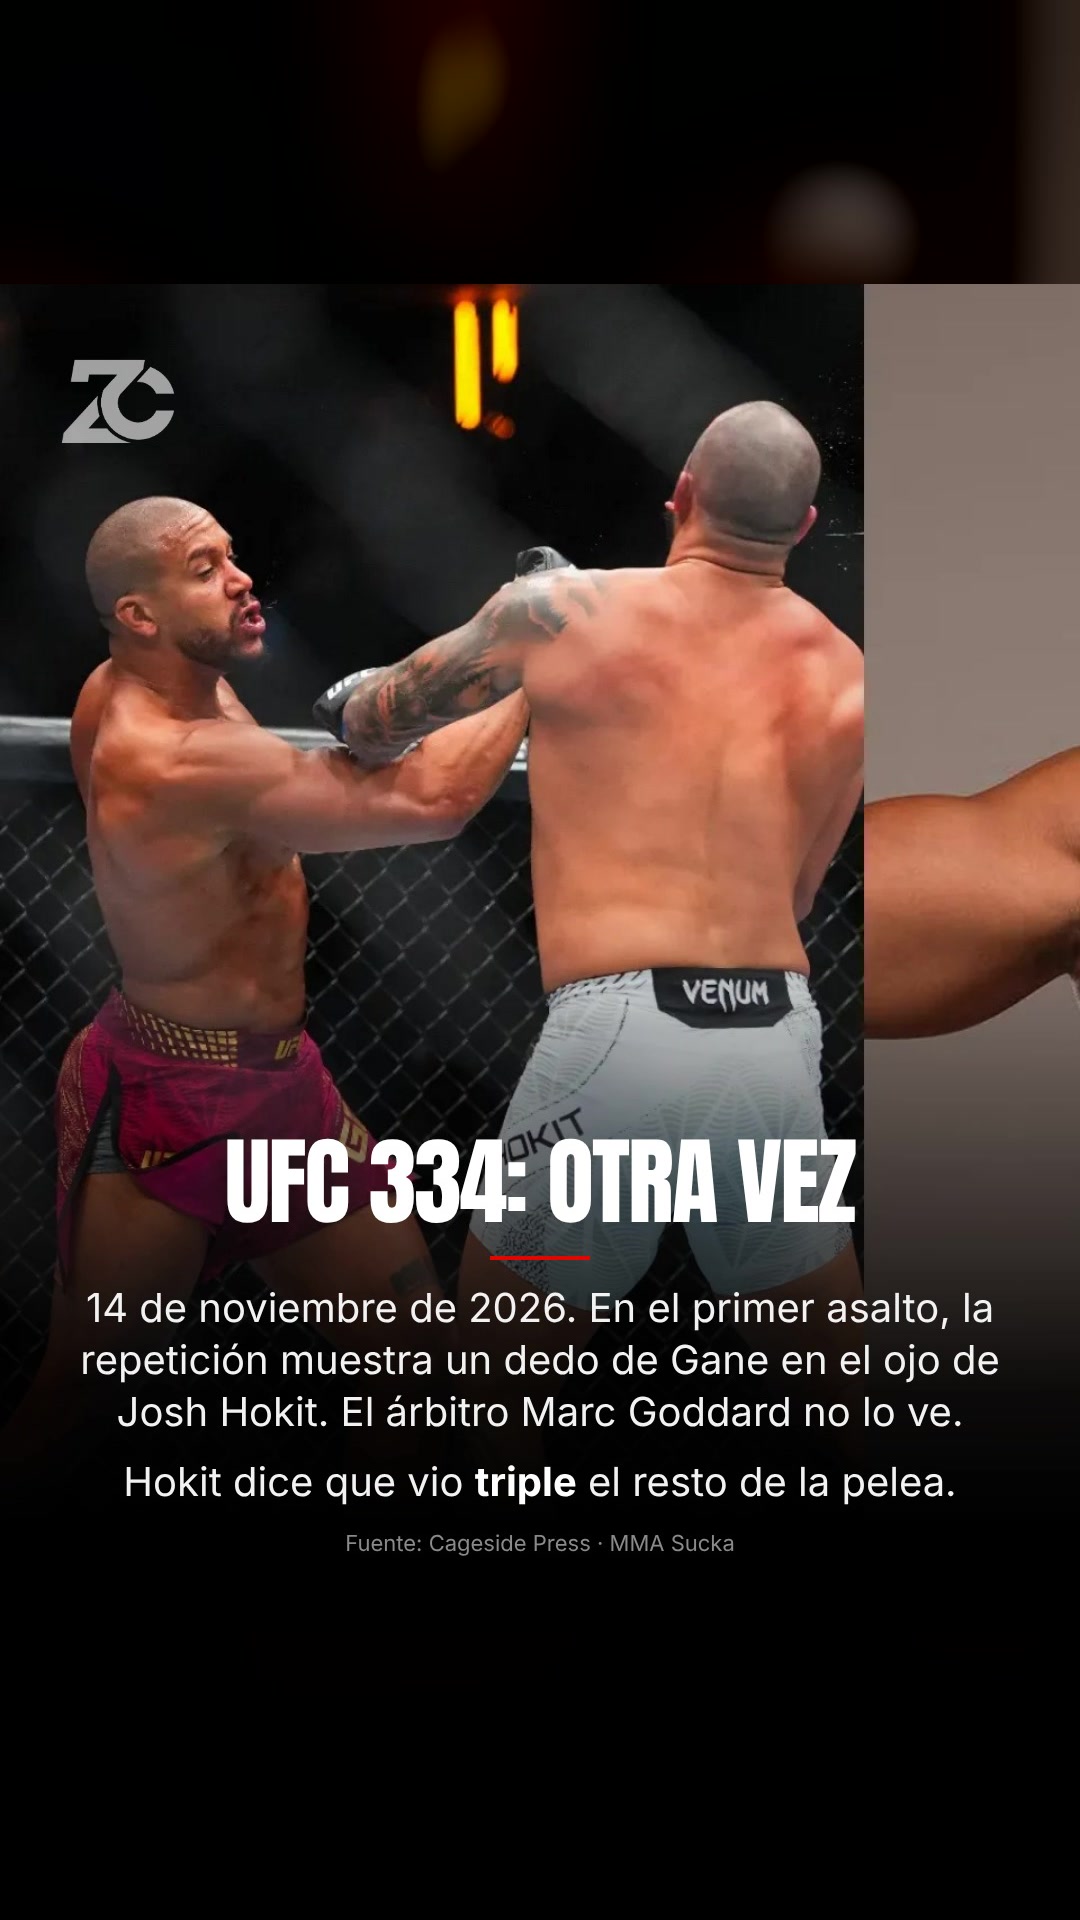 ZC
UFC
VENUM
UFC
HOKIT
UFC 334: OTRA VEZ
14 de noviembre de 2026. En el primer asalto, la
repetición muestra un dedo de Gane en el ojo de
Josh Hokit. El árbitro Marc Goddard no lo ve.
Hokit dice que vio triple el resto de la pelea.
Fuente: Cageside Press · MMA Sucka